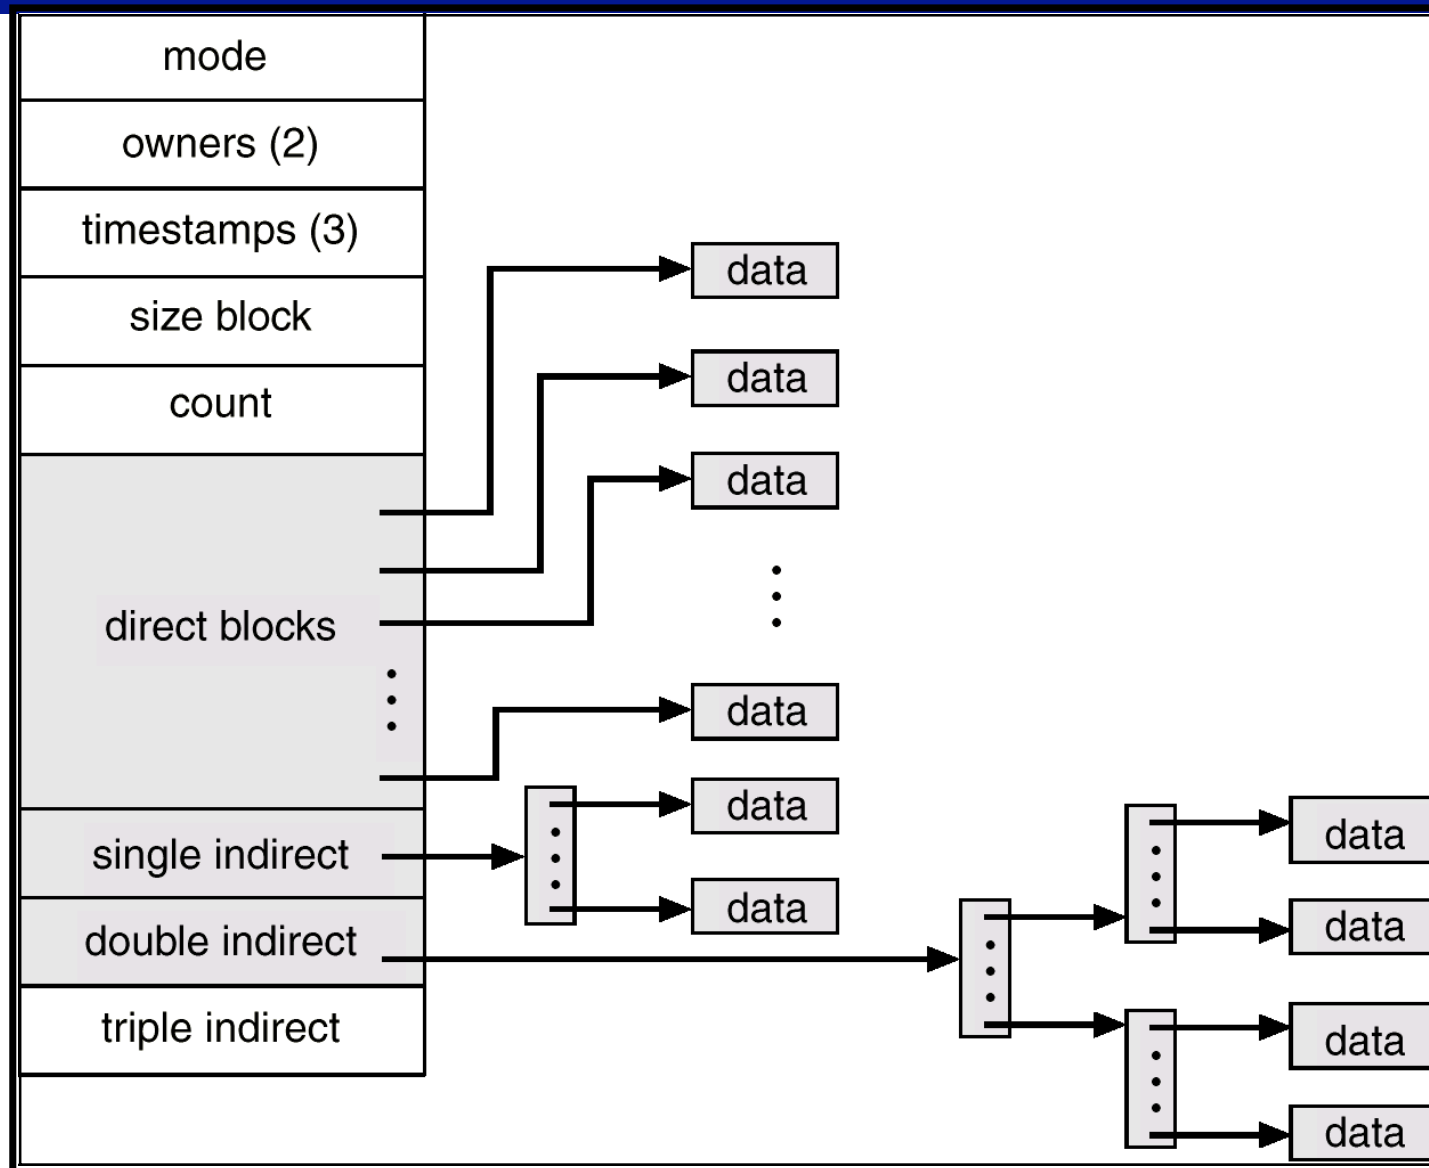 mode
owners (2)
timestamps (3)
size block
count
direct blocks
single indirect
double indirect
triple indirect
data
data
data
data
data
data
data
data
data
data